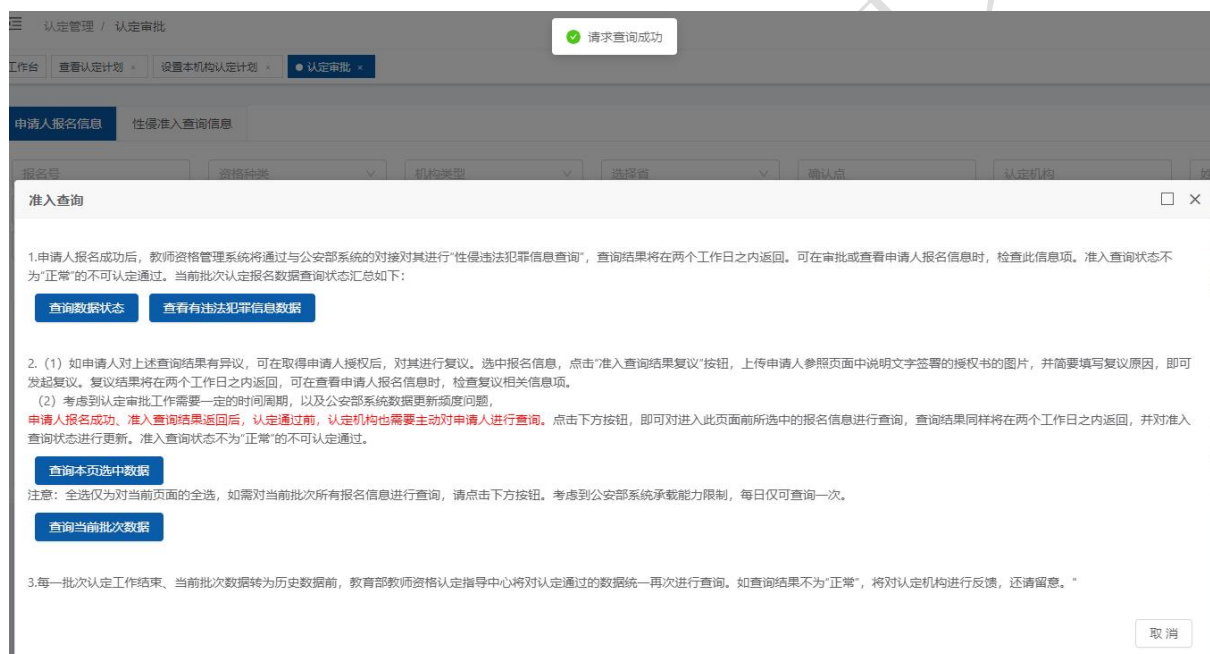 认定管理 / 认定审批
请求查询成功
工作台 查看认定计划 × 设置本机构认定计划 × 认定审批 ×
申请人报名信息 性侵准入查询信息
报名号 资格种类 机构类型 选择省 确认点 认定机构 姓
准入查询
1.申请人报名成功后，教师资格管理系统将通过与公安部系统的对接对其进行“性侵违法犯罪信息查询”，查询结果将在两个工作日之内返回。可在审批或查看申请人报名信息时，检查此信息项。准入查询状态不
为“正常”的不可认定通过。当前批次认定报名数据查询状态汇总如下：
查询数据状态 查看有违法犯罪信息数据
2.（1）如申请人对上述查询结果有异议，可在取得申请人授权后，对其进行复议。选中报名信息，点击“准入查询结果复议”按钮，上传申请人参照页面中说明文字签署的授权书的图片，并简要填写复议原因，即可
发起复议。复议结果将在两个工作日之内返回，可在查看申请人报名信息时，检查复议相关信息项。
（2）考虑到认定审批工作需要一定的时间周期，以及公安部系统数据更新频度问题，
申请人报名成功、准入查询结果返回后，认定通过前，认定机构也需要主动对申请人进行查询。点击下方按钮，即可对进入此页面前所选中的报名信息进行查询，查询结果同样将在两个工作日之内返回，并对准入
查询状态进行更新。准入查询状态不为“正常”的不可认定通过。
查询本页选中数据
注意：全选仅为对当前页面的全选，如需对当前批次所有报名信息进行查询，请点击下方按钮。考虑到公安部系统承载能力限制，每日仅可查询一次。
查询当前批次数据
3.每一批次认定工作结束、当前批次数据转为历史数据前，教育部教师资格认定指导中心将对认定通过的数据统一再次进行查询。如查询结果不为“正常”，将对认定机构进行反馈，还请留意。“
取 消